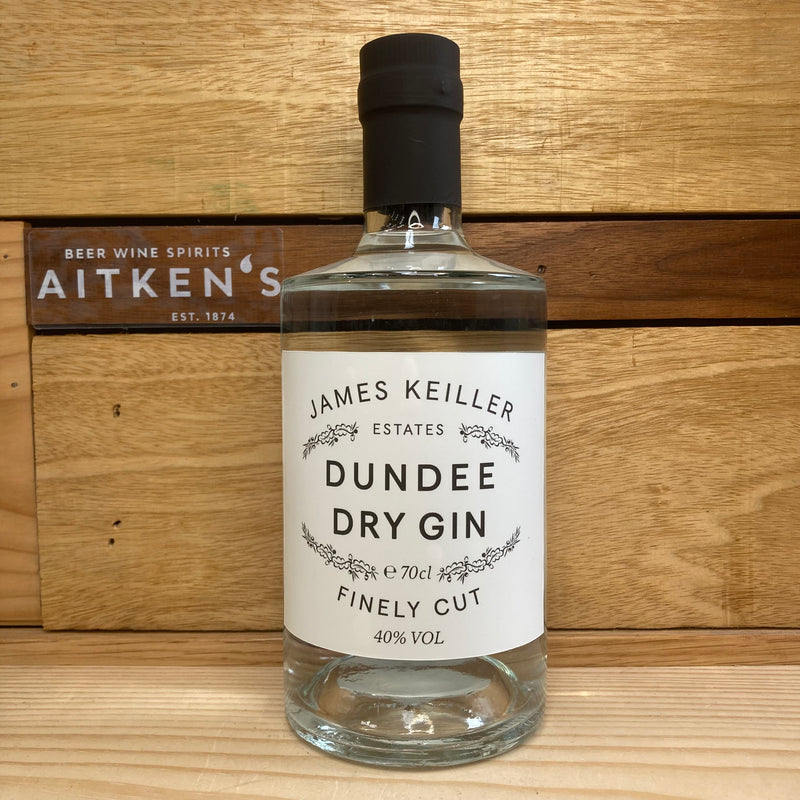 BEER WINE SPIRITS
AITKEN'S
EST. 1874
JAMES KEILLER
ESTATES
DUNDEE
DRY GIN
℮ 70cl
FINELY CUT
40% VOL